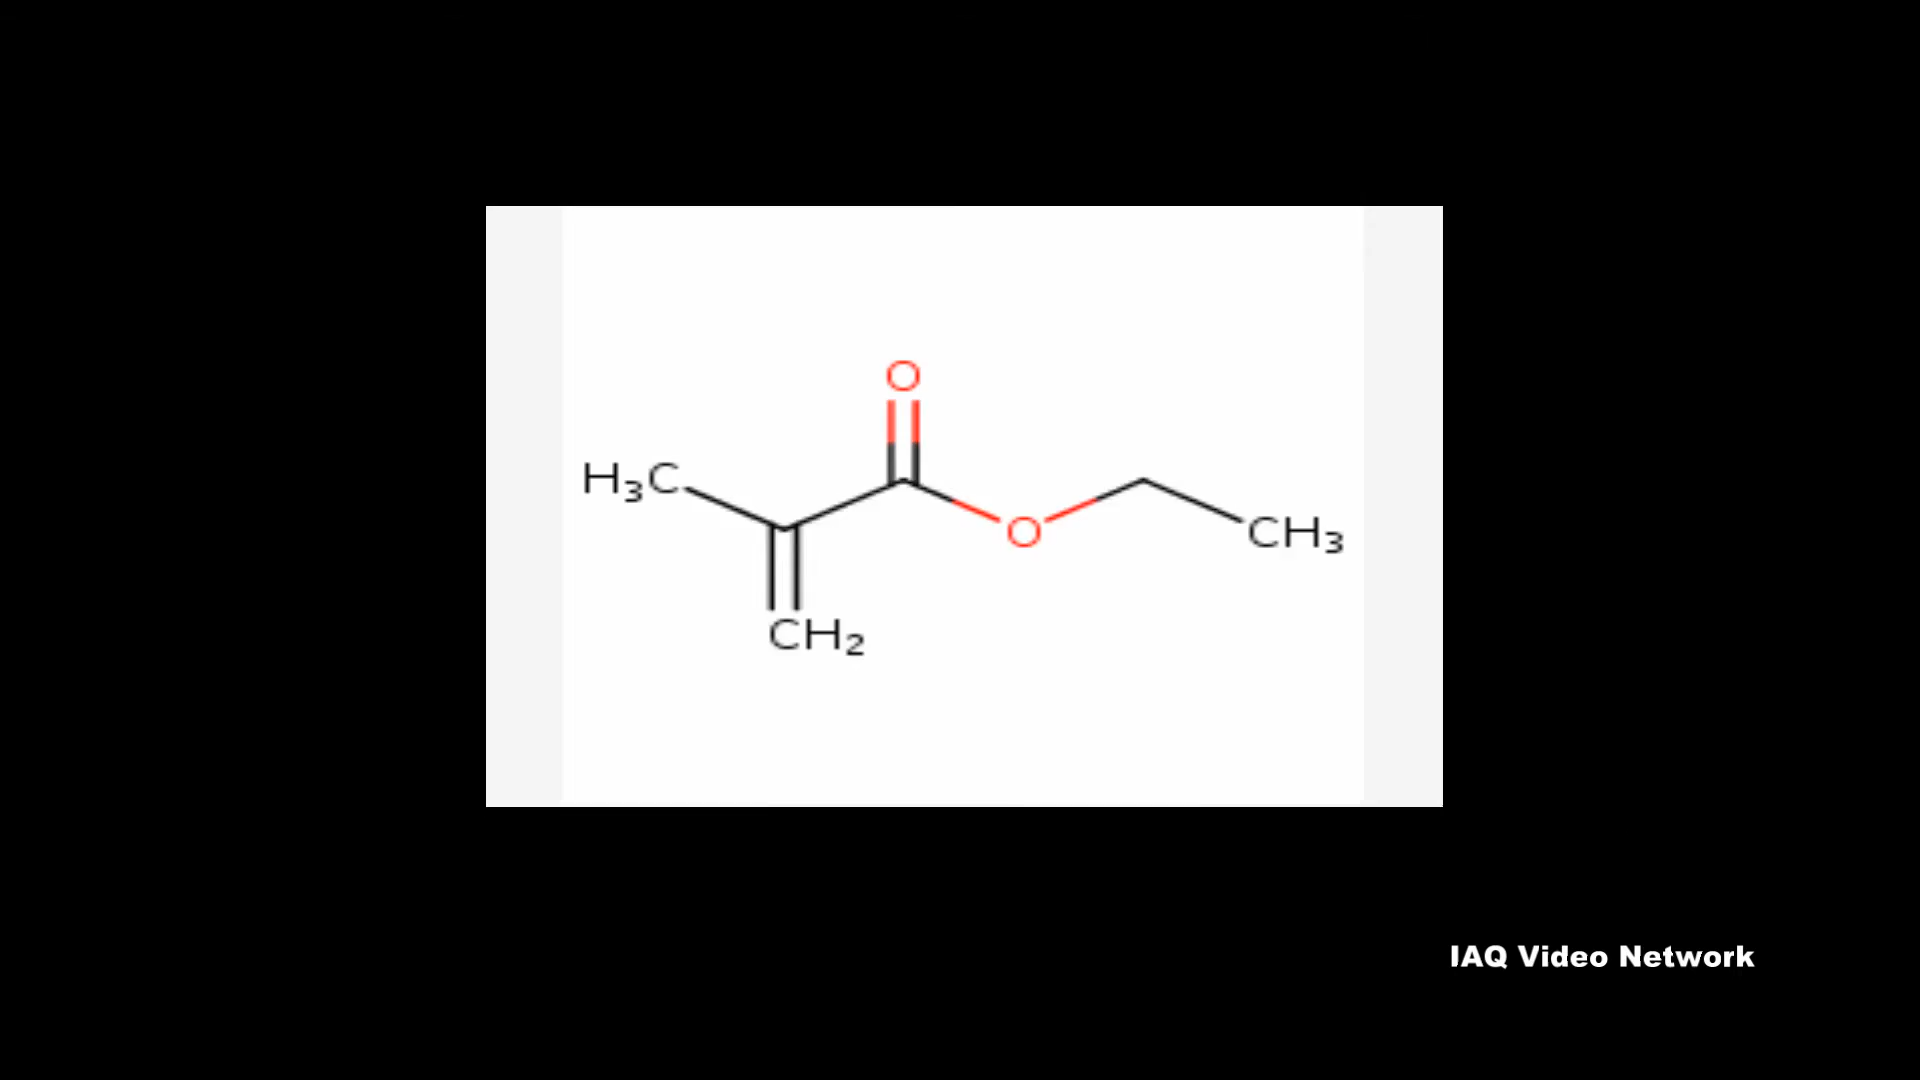 O
H₃C
O
CH₃
CH₂
IAQ Video Network